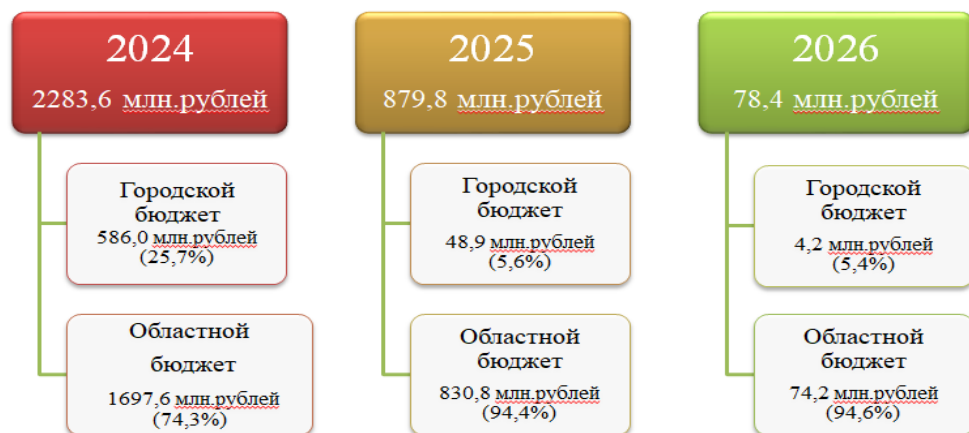 2024
2283,6 млн.рублей
Городской
бюджет
586,0 млн.рублей
(25,7%)
Областной
бюджет
1697,6 млн.рублей
(74,3%)
2025
879,8 млн.рублей
Городской
бюджет
48,9 млн.рублей
(5,6%)
Областной
бюджет
830,8 млн.рублей
(94,4%)
2026
78,4 млн.рублей
Городской
бюджет
4,2 млн.рублей
(5,4%)
Областной
бюджет
74,2 млн.рублей
(94,6%)